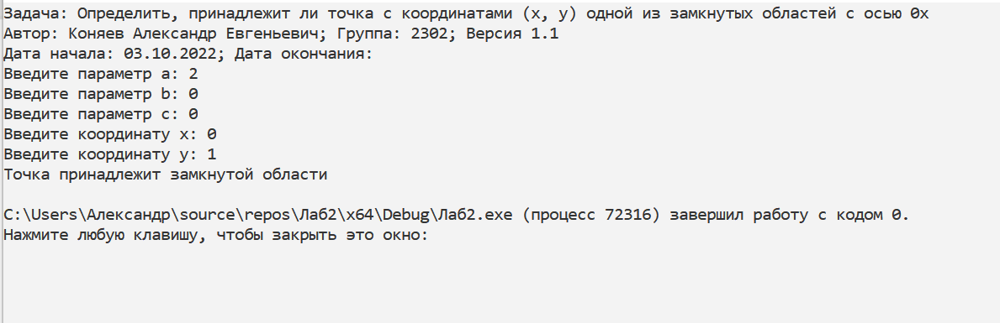 Задача: Определить, принадлежит ли точка с координатами (x, y) одной из замкнутых областей с осью 0x
Автор: Коняев Александр Евгеньевич; Группа: 2302; Версия 1.1
Дата начала: 03.10.2022; Дата окончания:
Введите параметр a: 2
Введите параметр b: 0
Введите параметр c: 0
Введите координату x: 0
Введите координату y: 1
Точка принадлежит замкнутой области
C:\Users\Александр\source\repos\Лаб2\x64\Debug\Лаб2.exe (процесс 72316) завершил работу с кодом 0.
Нажмите любую клавишу, чтобы закрыть это окно: